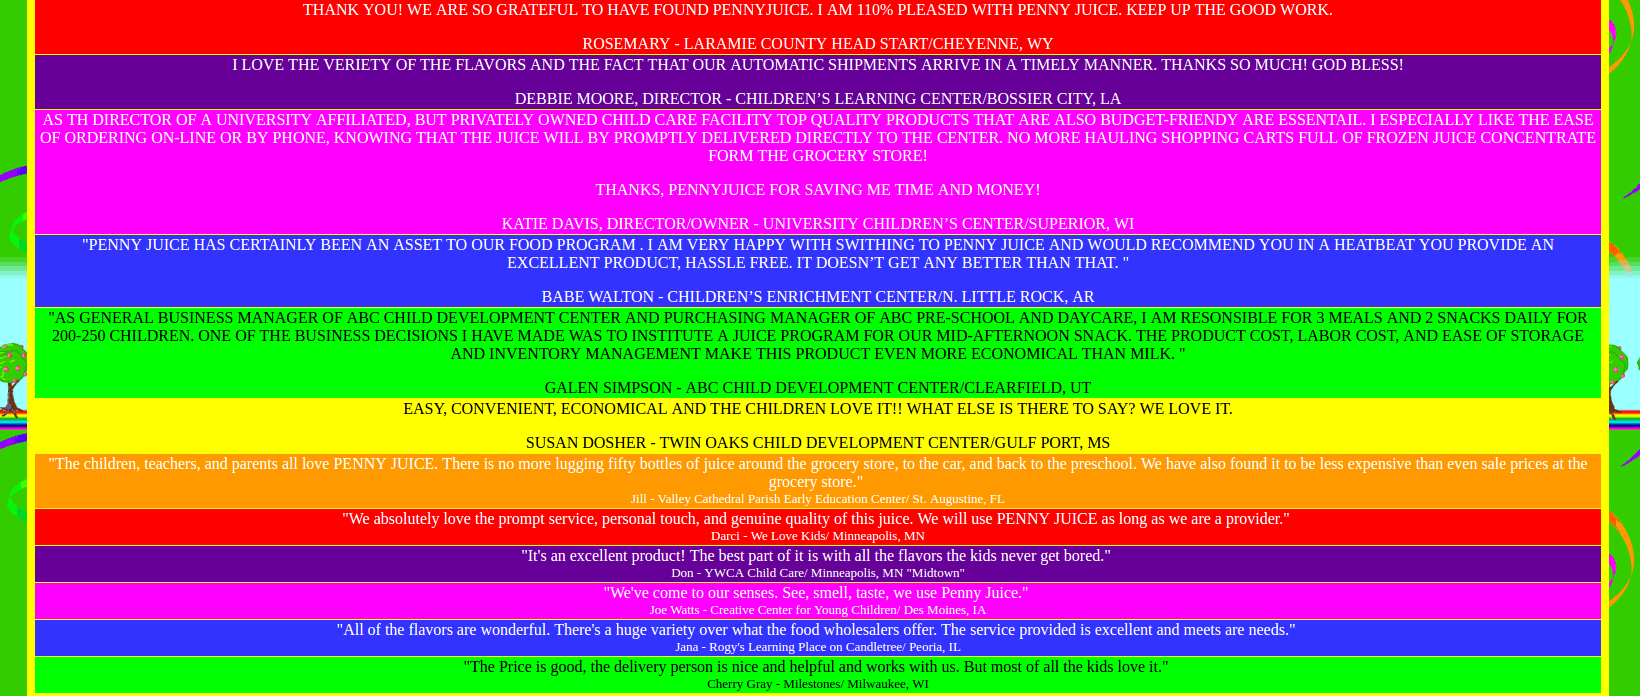 THANK YOU! WE ARE SO GRATEFUL TO HAVE FOUND PENNYJUICE. I AM 110% PLEASED WITH PENNY JUICE. KEEP UP THE GOOD WORK.
ROSEMARY - LARAMIE COUNTY HEAD START/CHEYENNE, WY
I LOVE THE VERIETY OF THE FLAVORS AND THE FACT THAT OUR AUTOMATIC SHIPMENTS ARRIVE IN A TIMELY MANNER. THANKS SO MUCH! GOD BLESS!
DEBBIE MOORE, DIRECTOR - CHILDREN’S LEARNING CENTER/BOSSIER CITY, LA
AS TH DIRECTOR OF A UNIVERSITY AFFILIATED, BUT PRIVATELY OWNED CHILD CARE FACILITY TOP QUALITY PRODUCTS THAT ARE ALSO BUDGET-FRIENDY ARE ESSENTAIL. I ESPECIALLY LIKE THE EASE
OF ORDERING ON-LINE OR BY PHONE, KNOWING THAT THE JUICE WILL BY PROMPTLY DELIVERED DIRECTLY TO THE CENTER. NO MORE HAULING SHOPPING CARTS FULL OF FROZEN JUICE CONCENTRATE
FORM THE GROCERY STORE!
THANKS, PENNYJUICE FOR SAVING ME TIME AND MONEY!
KATIE DAVIS, DIRECTOR/OWNER - UNIVERSITY CHILDREN’S CENTER/SUPERIOR, WI
"PENNY JUICE HAS CERTAINLY BEEN AN ASSET TO OUR FOOD PROGRAM . I AM VERY HAPPY WITH SWITHING TO PENNY JUICE AND WOULD RECOMMEND YOU IN A HEATBEAT YOU PROVIDE AN
EXCELLENT PRODUCT, HASSLE FREE. IT DOESN’T GET ANY BETTER THAN THAT. "
BABE WALTON - CHILDREN’S ENRICHMENT CENTER/N. LITTLE ROCK, AR
"AS GENERAL BUSINESS MANAGER OF ABC CHILD DEVELOPMENT CENTER AND PURCHASING MANAGER OF ABC PRE-SCHOOL AND DAYCARE, I AM RESONSIBLE FOR 3 MEALS AND 2 SNACKS DAILY FOR
200-250 CHILDREN. ONE OF THE BUSINESS DECISIONS I HAVE MADE WAS TO INSTITUTE A JUICE PROGRAM FOR OUR MID-AFTERNOON SNACK. THE PRODUCT COST, LABOR COST, AND EASE OF STORAGE
AND INVENTORY MANAGEMENT MAKE THIS PRODUCT EVEN MORE ECONOMICAL THAN MILK. "
GALEN SIMPSON - ABC CHILD DEVELOPMENT CENTER/CLEARFIELD, UT
EASY, CONVENIENT, ECONOMICAL AND THE CHILDREN LOVE IT!! WHAT ELSE IS THERE TO SAY? WE LOVE IT.
SUSAN DOSHER - TWIN OAKS CHILD DEVELOPMENT CENTER/GULF PORT, MS
"The children, teachers, and parents all love PENNY JUICE. There is no more lugging fifty bottles of juice around the grocery store, to the car, and back to the preschool. We have also found it to be less expensive than even sale prices at the
grocery store."
Jill - Valley Cathedral Parish Early Education Center/ St. Augustine, FL
"We absolutely love the prompt service, personal touch, and genuine quality of this juice. We will use PENNY JUICE as long as we are a provider."
Darci - We Love Kids/ Minneapolis, MN
"It's an excellent product! The best part of it is with all the flavors the kids never get bored."
Don - YWCA Child Care/ Minneapolis, MN "Midtown"
"We've come to our senses. See, smell, taste, we use Penny Juice."
Joe Watts - Creative Center for Young Children/ Des Moines, IA
"All of the flavors are wonderful. There's a huge variety over what the food wholesalers offer. The service provided is excellent and meets are needs."
Jana - Rogy's Learning Place on Candletree/ Peoria, IL
"The Price is good, the delivery person is nice and helpful and works with us. But most of all the kids love it."
Cherry Gray - Milestones/ Milwaukee, WI